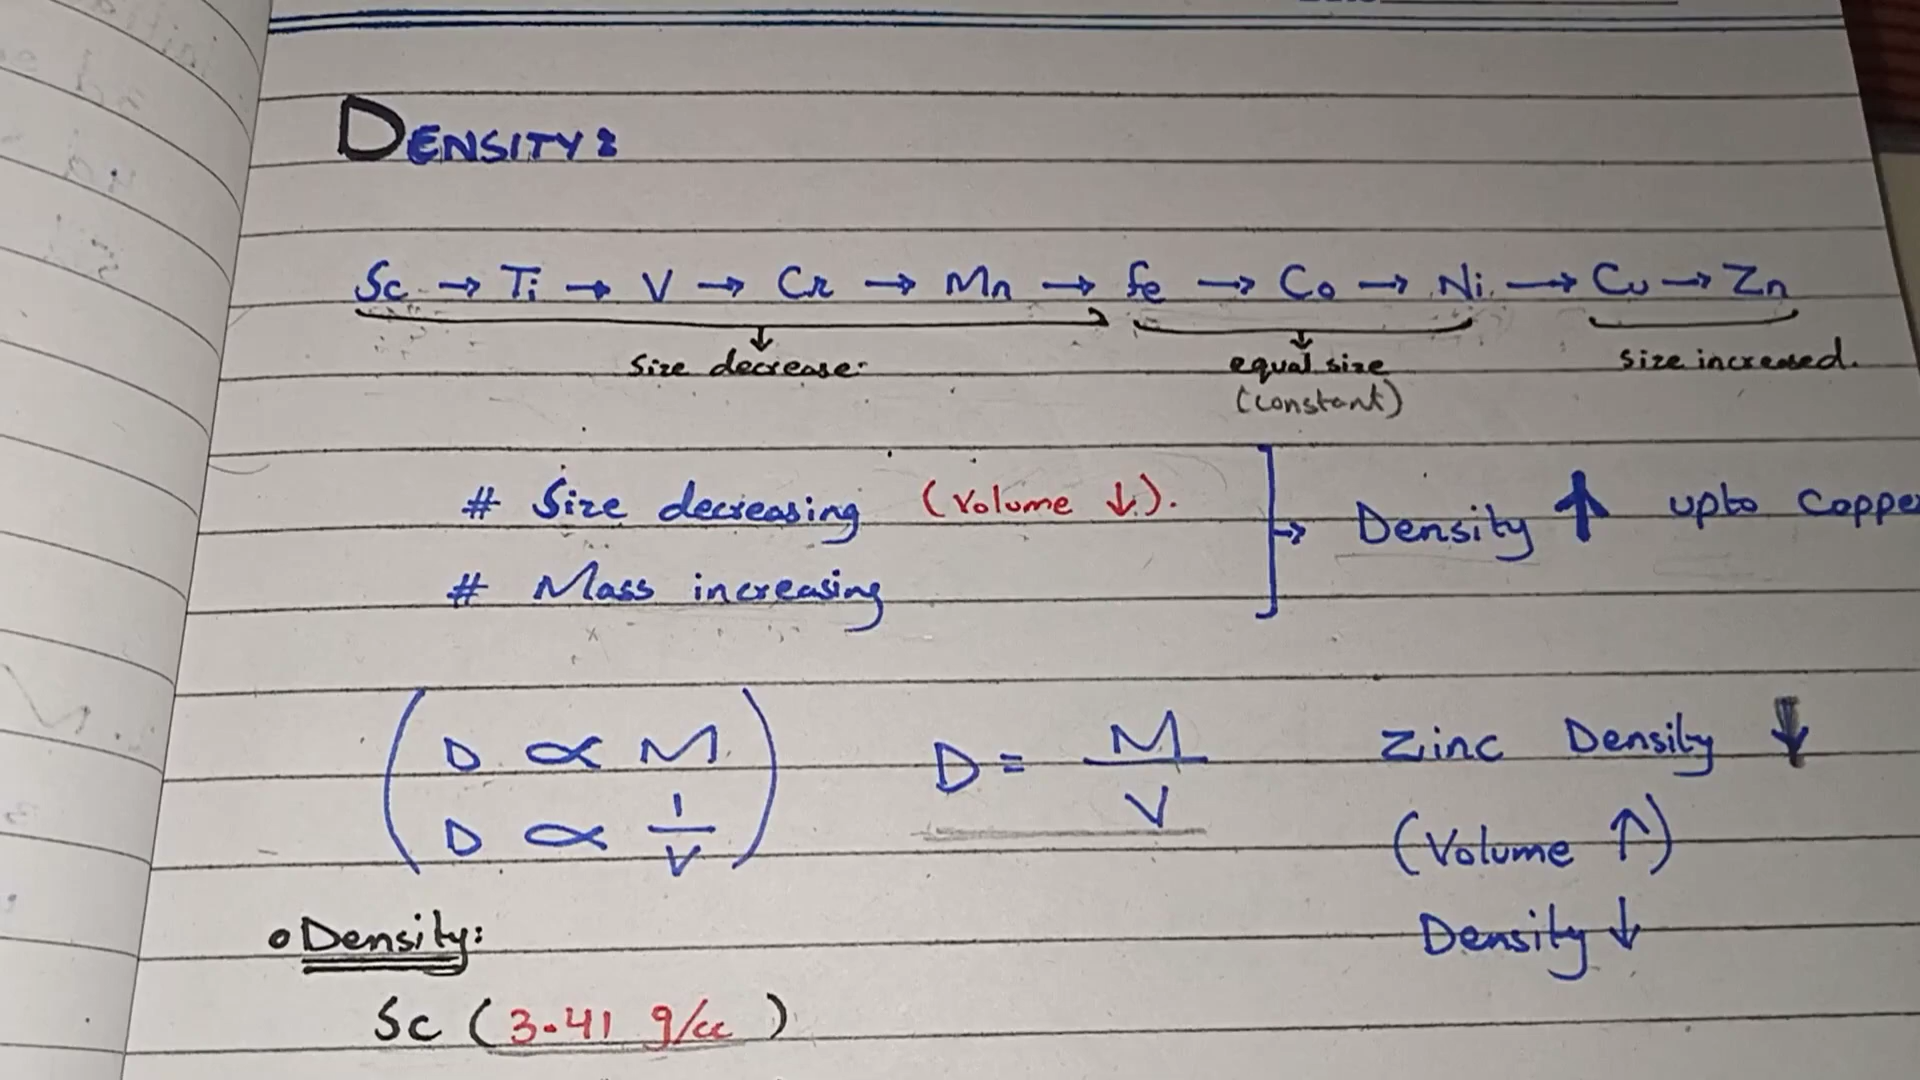 DENSITY:
Sc → Ti → V → Cr → Mn → Fe → Co → Ni → Cu → Zn
Size decrease. equal size size increased.
(constant)
# Size decreasing (Volume ↓).
Density ↑ upto Copper
# Mass increasing
D ∝ M
D = M/V
Zinc Density ↓
D ∝ 1/V
(Volume ↑)
Density ↓
Density:
Sc (3.41 g/cc)